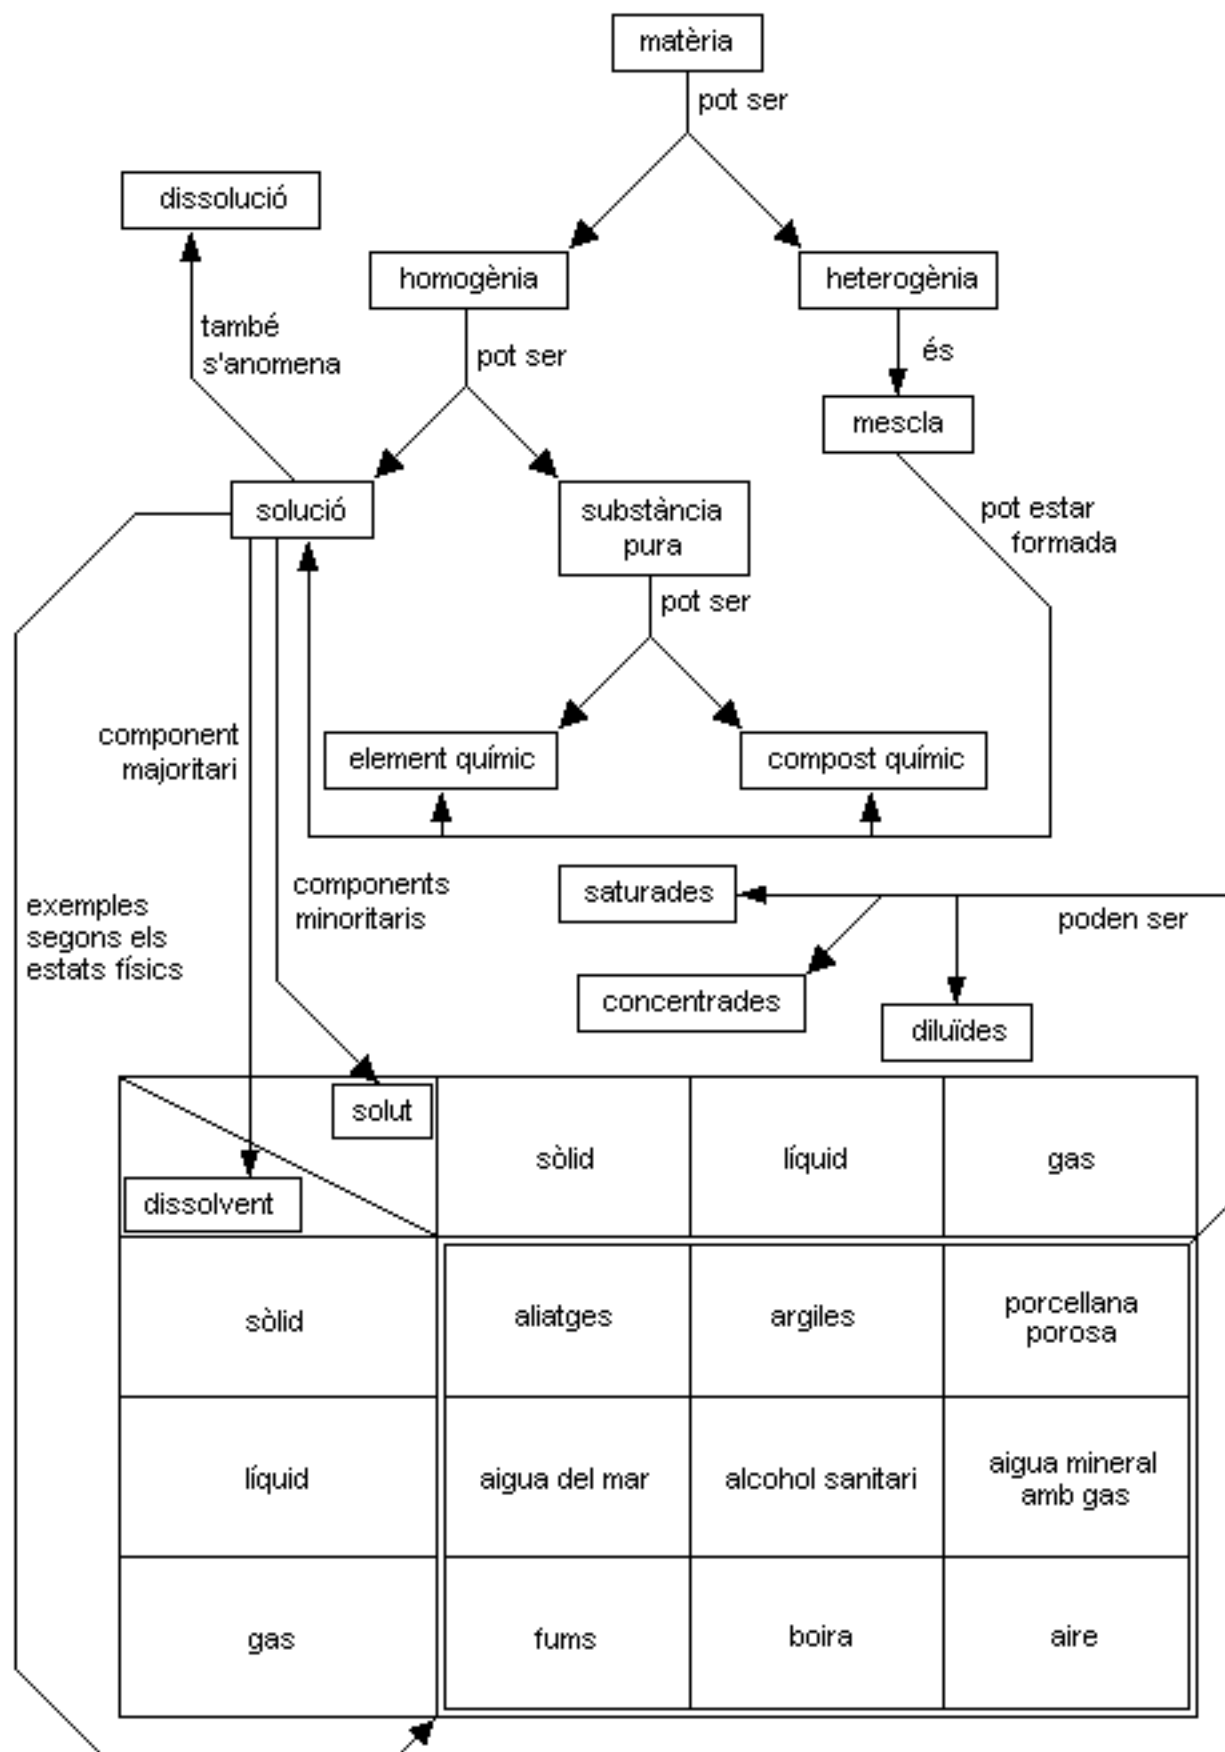 matèria
pot ser
dissolució
homogènia
heterogènia
també
s'anomena
pot ser
és
mescla
solució
substància
pura
pot estar
formada
pot ser
component
majoritari
element químic
compost químic
components
minoritaris
exemples
segons els
estats físics
saturades
poden ser
concentrades
diluïdes
solut
dissolvent
sòlid
líquid
gas
sòlid
aliatges
argiles
porcellana
porosa
líquid
aigua del mar
alcohol sanitari
aigua mineral
amb gas
gas
fums
boira
aire